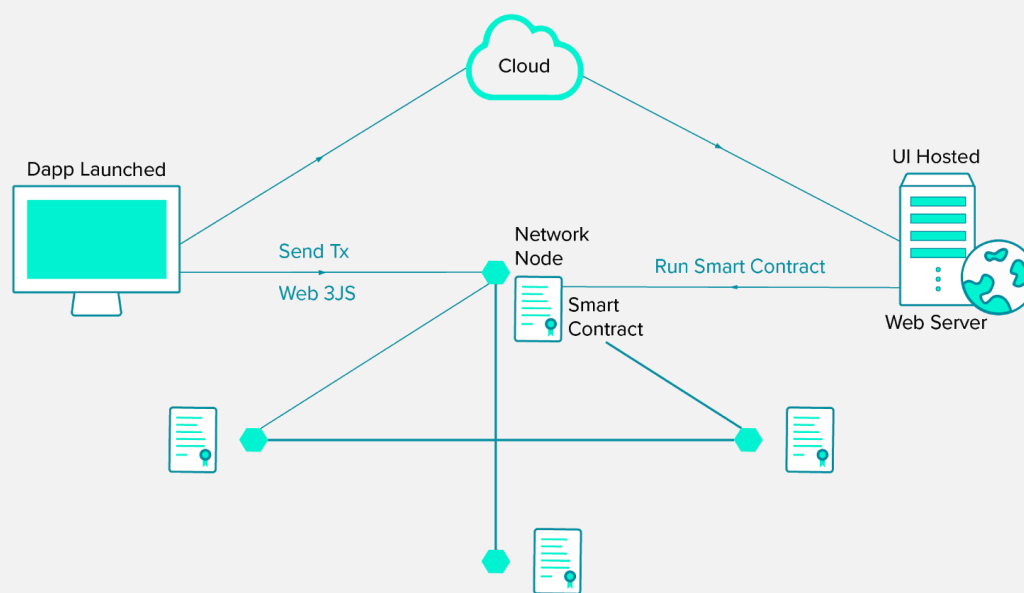 Cloud
Dapp Launched
UI Hosted
Send Tx
Web 3JS
Network
Node
Run Smart Contract
Smart
Contract
Web Server